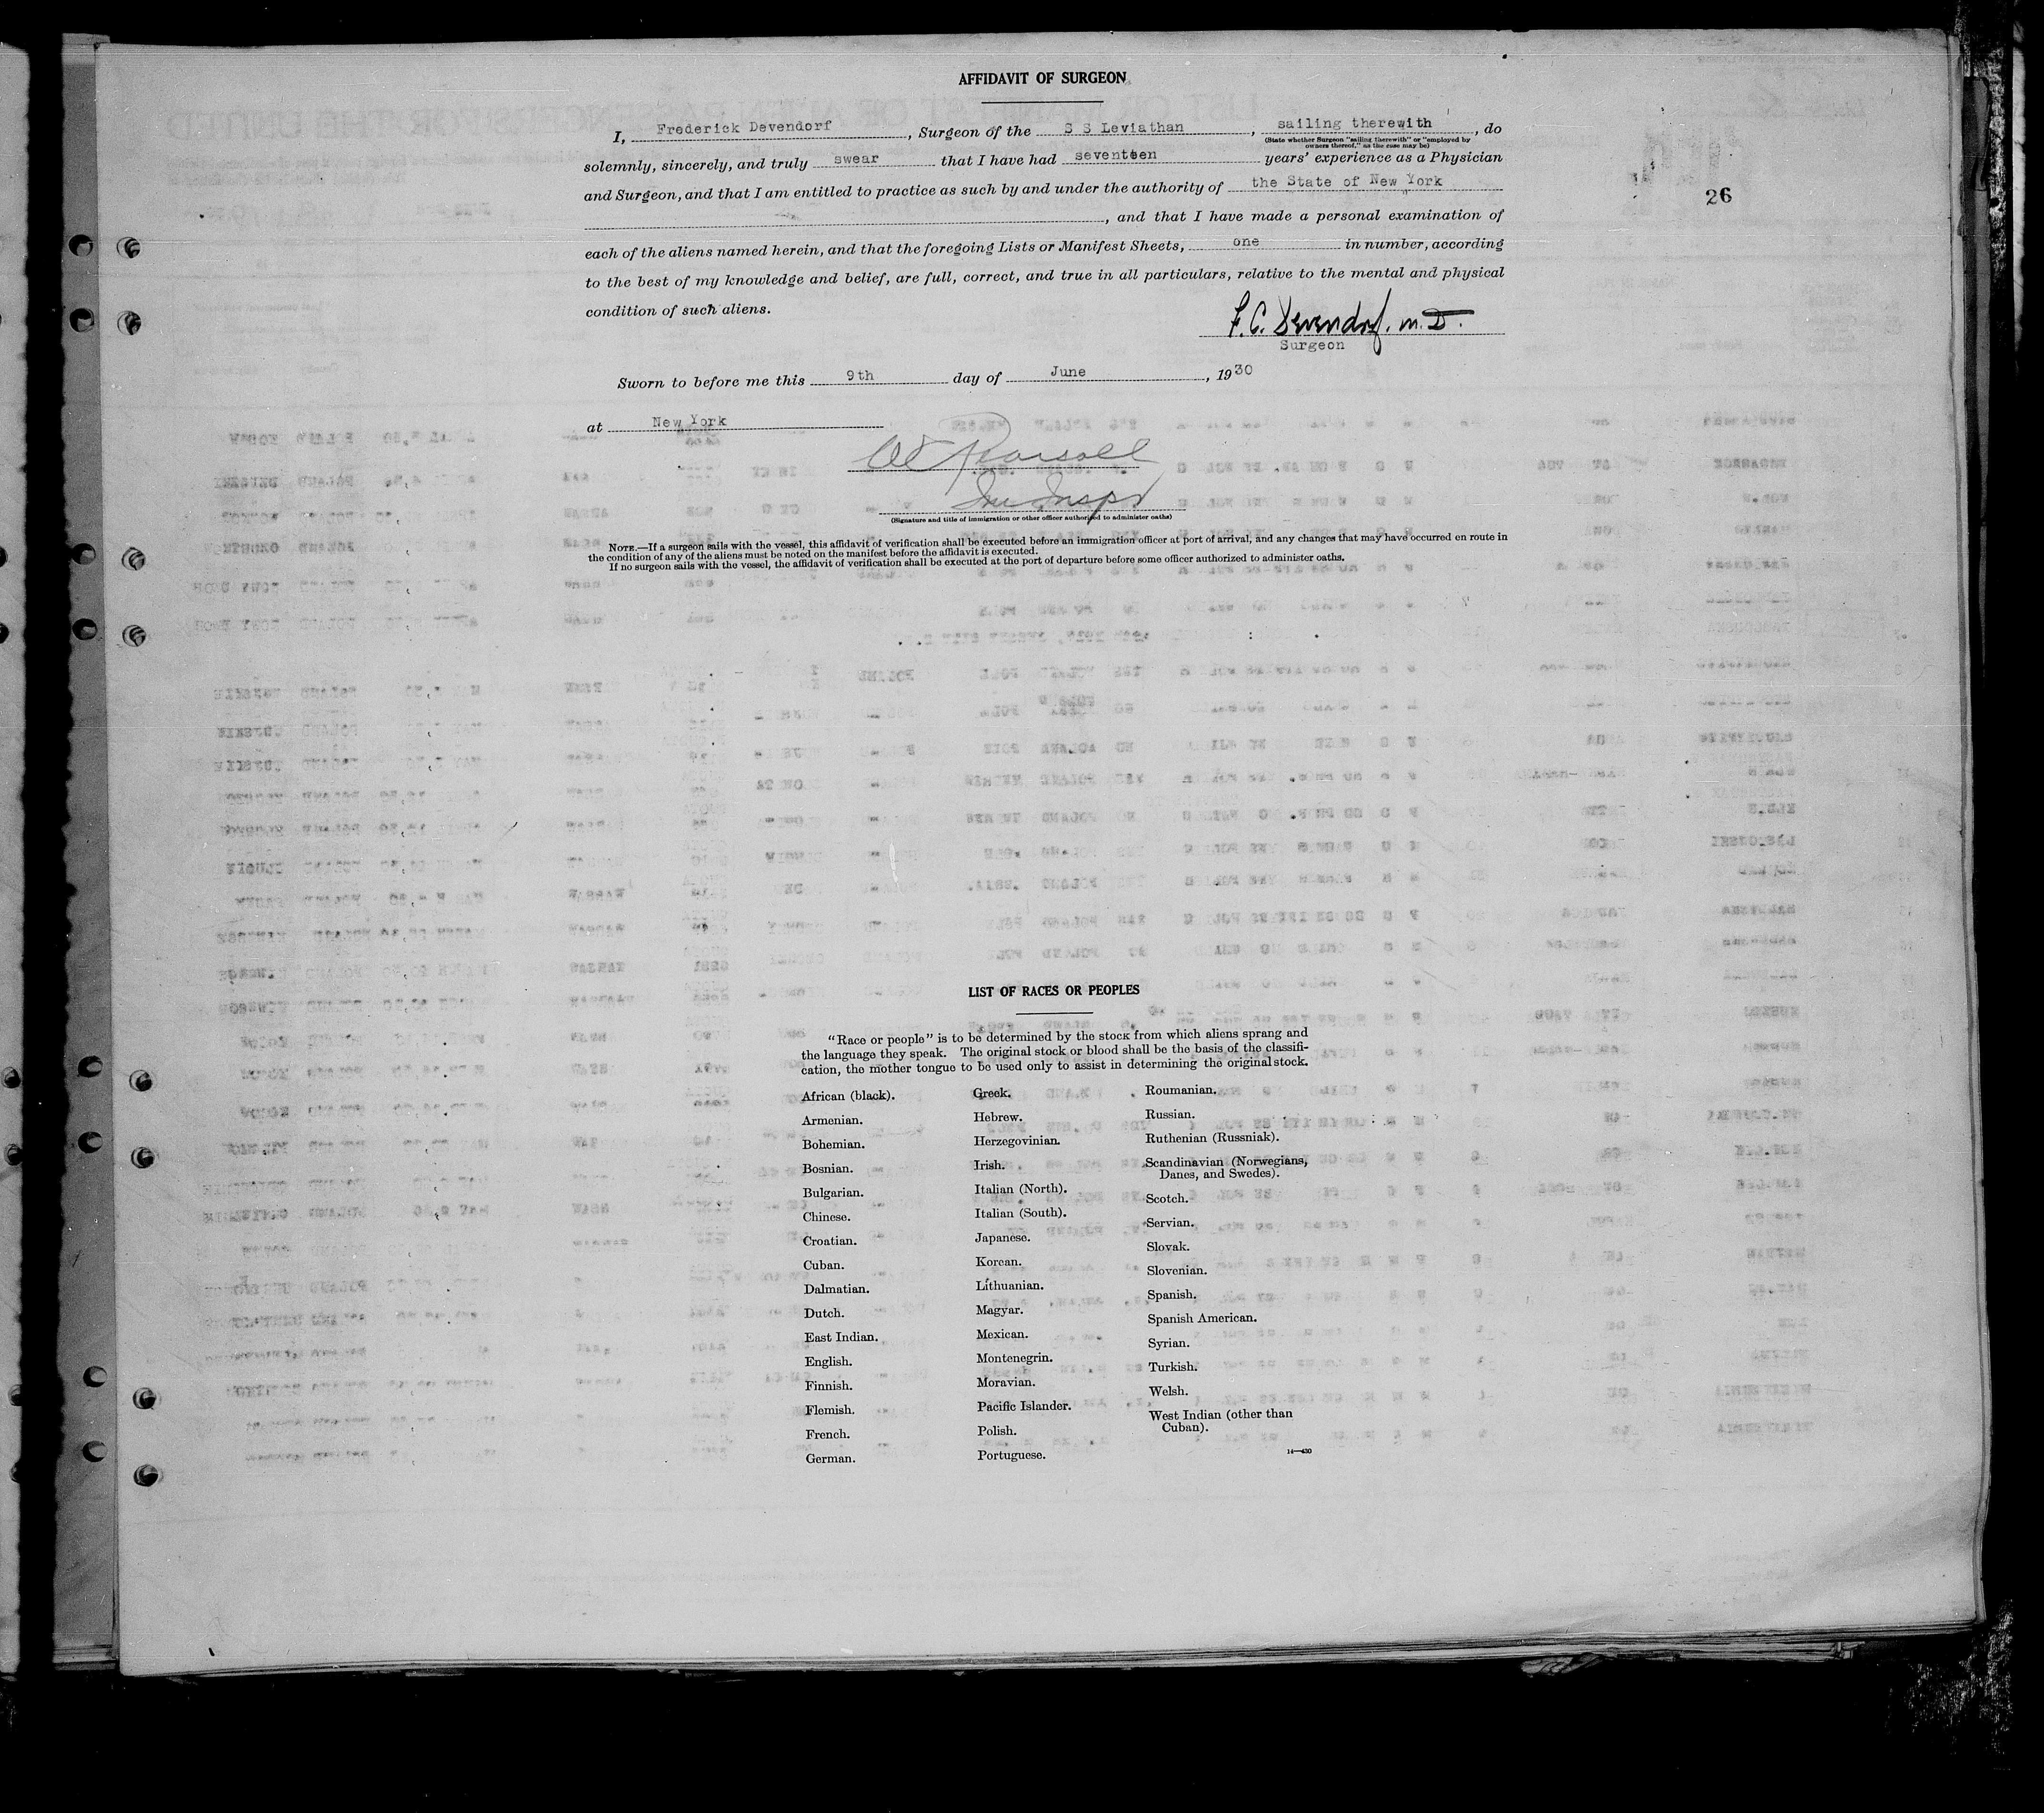 AFFIDAVIT OF SURGEON
I, Frederick Devendorf, Surgeon of the S S Leviathan, sailing therewith, do
(State whether Surgeon "sailing therewith" or "employed by
owners thereof," as the case may be)
solemnly, sincerely, and truly swear that I have had seventeen years' experience as a Physician
and Surgeon, and that I am entitled to practice as such by and under the authority of the State of New York
26
, and that I have made a personal examination of
each of the aliens named herein, and that the foregoing Lists or Manifest Sheets, one in number, according
to the best of my knowledge and belief, are full, correct, and true in all particulars, relative to the mental and physical
condition of such aliens.
F. C. Devendorf. M.D.
Surgeon
Sworn to before me this 9th day of June, 1930
at New York
(Signature and title of immigration or other officer authorized to administer oaths)
NOTE.—If a surgeon sails with the vessel, this affidavit of verification shall be executed before an immigration officer at port of arrival, and any changes that may have occurred en route in
the condition of any of the aliens must be noted on the manifest before the affidavit is executed.
If no surgeon sails with the vessel, the affidavit of verification shall be executed at the port of departure before some officer authorized to administer oaths.
LIST OF RACES OR PEOPLES
"Race or people" is to be determined by the stock from which aliens sprang and
the language they speak. The original stock or blood shall be the basis of the classifi-
cation, the mother tongue to be used only to assist in determining the original stock.
African (black).
Armenian.
Bohemian.
Bosnian.
Bulgarian.
Chinese.
Croatian.
Cuban.
Dalmatian.
Dutch.
East Indian.
English.
Finnish.
Flemish.
French.
German.
Greek.
Hebrew.
Herzegovinian.
Irish.
Italian (North).
Italian (South).
Japanese.
Korean.
Lithuanian.
Magyar.
Mexican.
Montenegrin.
Moravian.
Pacific Islander.
Polish.
Portuguese.
Roumanian.
Russian.
Ruthenian (Russniak).
Scandinavian (Norwegians,
Danes, and Swedes).
Scotch.
Servian.
Slovak.
Slovenian.
Spanish.
Spanish American.
Syrian.
Turkish.
Welsh.
West Indian (other than
Cuban).
14—430